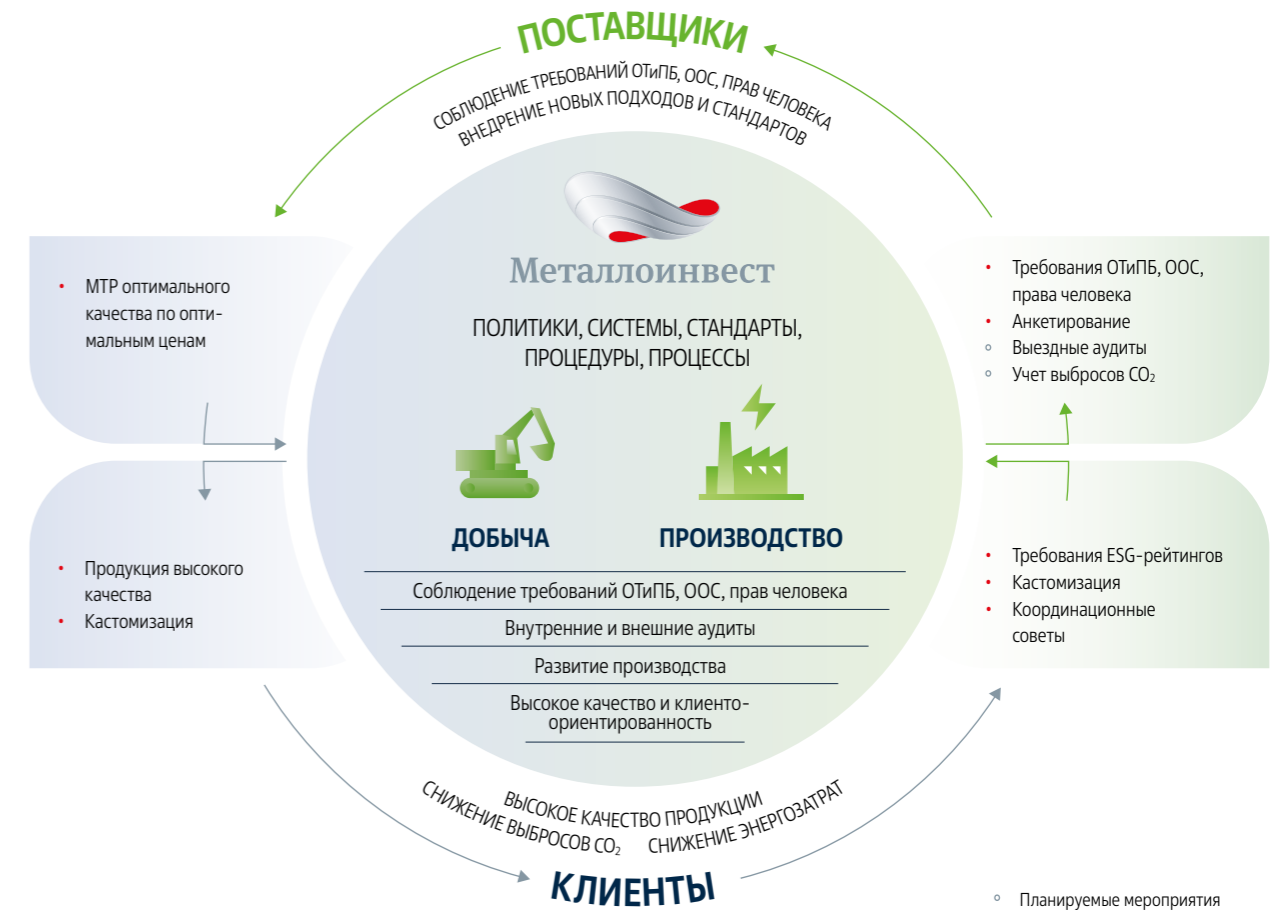 ПОСТАВЩИКИ
СОБЛЮДЕНИЕ ТРЕБОВАНИЙ ОТиПБ, ООС, ПРАВ ЧЕЛОВЕКА
ВНЕДРЕНИЕ НОВЫХ ПОДХОДОВ И СТАНДАРТОВ
• МТР оптимального
качества по опти-
мальным ценам
• Продукция высокого
качества
• Кастомизация
Металлоинвест
ПОЛИТИКИ, СИСТЕМЫ, СТАНДАРТЫ,
ПРОЦЕДУРЫ, ПРОЦЕССЫ
ДОБЫЧА
ПРОИЗВОДСТВО
Соблюдение требований ОТиПБ, ООС, прав человека
Внутренние и внешние аудиты
Развитие производства
Высокое качество и клиенто-
ориентированность
• Требования ОТиПБ, ООС,
права человека
• Анкетирование
◦ Выездные аудиты
◦ Учет выбросов CO₂
• Требования ESG-рейтингов
• Кастомизация
• Координационные
советы
ВЫСОКОЕ КАЧЕСТВО ПРОДУКЦИИ
СНИЖЕНИЕ ВЫБРОСОВ CO₂
СНИЖЕНИЕ ЭНЕРГОЗАТРАТ
КЛИЕНТЫ
◦ Планируемые мероприятия